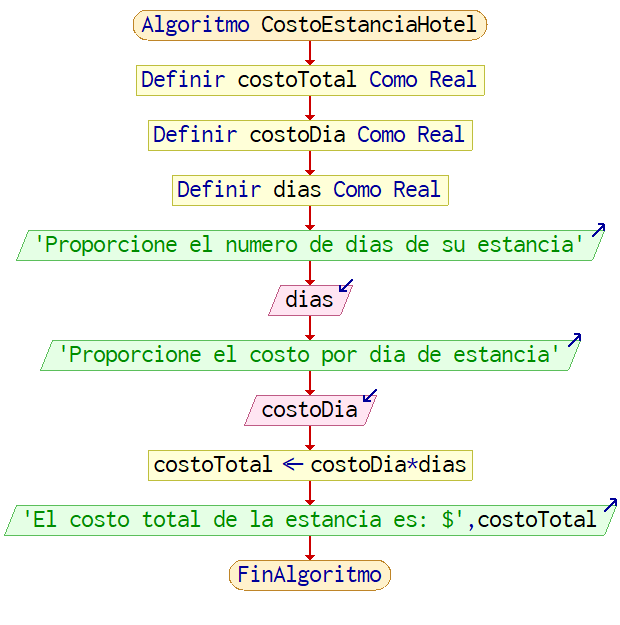 Algoritmo CostoEstanciaHotel
Definir costoTotal Como Real
Definir costoDia Como Real
Definir dias Como Real
'Proporcione el numero de dias de su estancia'
dias
'Proporcione el costo por dia de estancia'
costoDia
costoTotal ← costoDia*dias
'El costo total de la estancia es: $',costoTotal
FinAlgoritmo